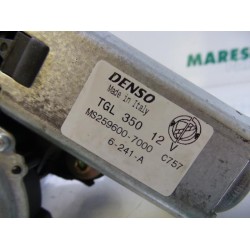 MARES
DENSO
Made in Italy
TGL 350 12 V
MS259600-7000 C757
6-241-A